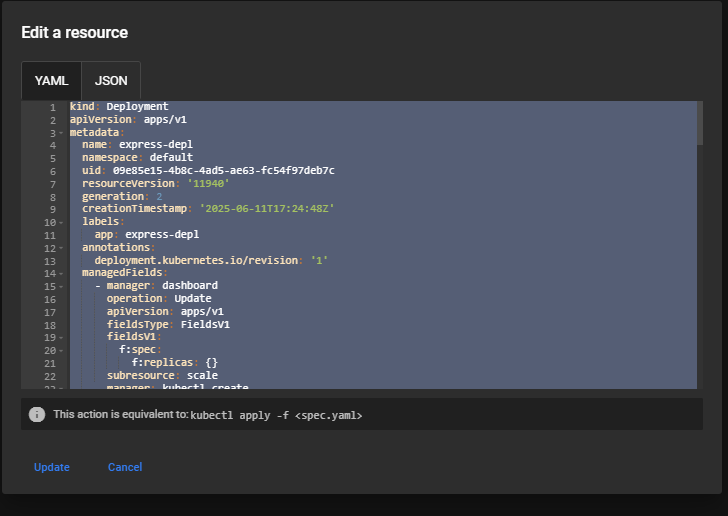 Edit a resource
YAML JSON
1 kind: Deployment
2 apiVersion: apps/v1
3 metadata:
4 name: express-depl
5 namespace: default
6 uid: 09e85e15-4b8c-4ad5-ae63-fc54f97deb7c
7 resourceVersion: '11940'
8 generation: 2
9 creationTimestamp: '2025-06-11T17:24:48Z'
10 labels:
11 app: express-depl
12 annotations:
13 deployment.kubernetes.io/revision: '1'
14 managedFields:
15 - manager: dashboard
16 operation: Update
17 apiVersion: apps/v1
18 fieldsType: FieldsV1
19 fieldsV1:
20 f:spec:
21 f:replicas: {}
22 subresource: scale
23 manager: kubectl-create
This action is equivalent to: kubectl apply -f <spec.yaml>
Update Cancel